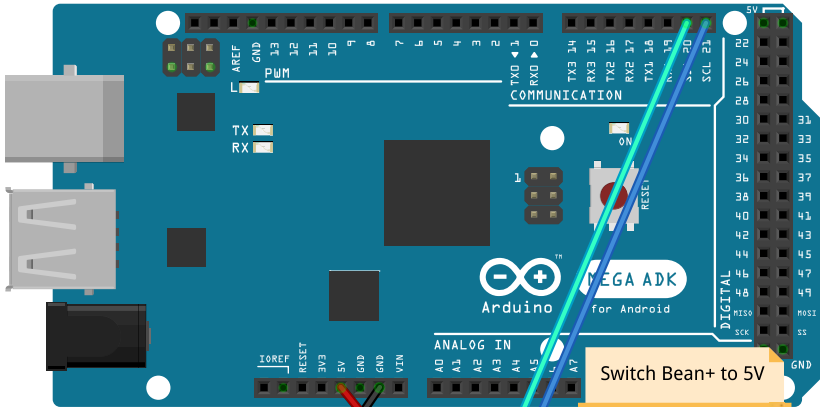 5V
AREF
GND
13
12
11
10
9
8
7
6
5
4
3
2
TX0 ◄ 1
RX0 ► 0
TX3 14
RX3 15
TX2 16
RX2 17
TX1 18
19
20
SCL 21
L
PWM
COMMUNICATION
TX
RX
ON
1
RESET
22
24
26
28
30 31
32 33
34 35
36 37
38 39
40 41
42 43
44 45
46 47
48 49
MISO MOSI
SCK SS
GND
DIGITAL
TM
Arduino
MEGA ADK
for Android
ANALOG IN
IOREF
RESET
3V3
5V
GND
GND
VIN
A0
A1
A2
A3
A4
A5
A7
Switch Bean+ to 5V